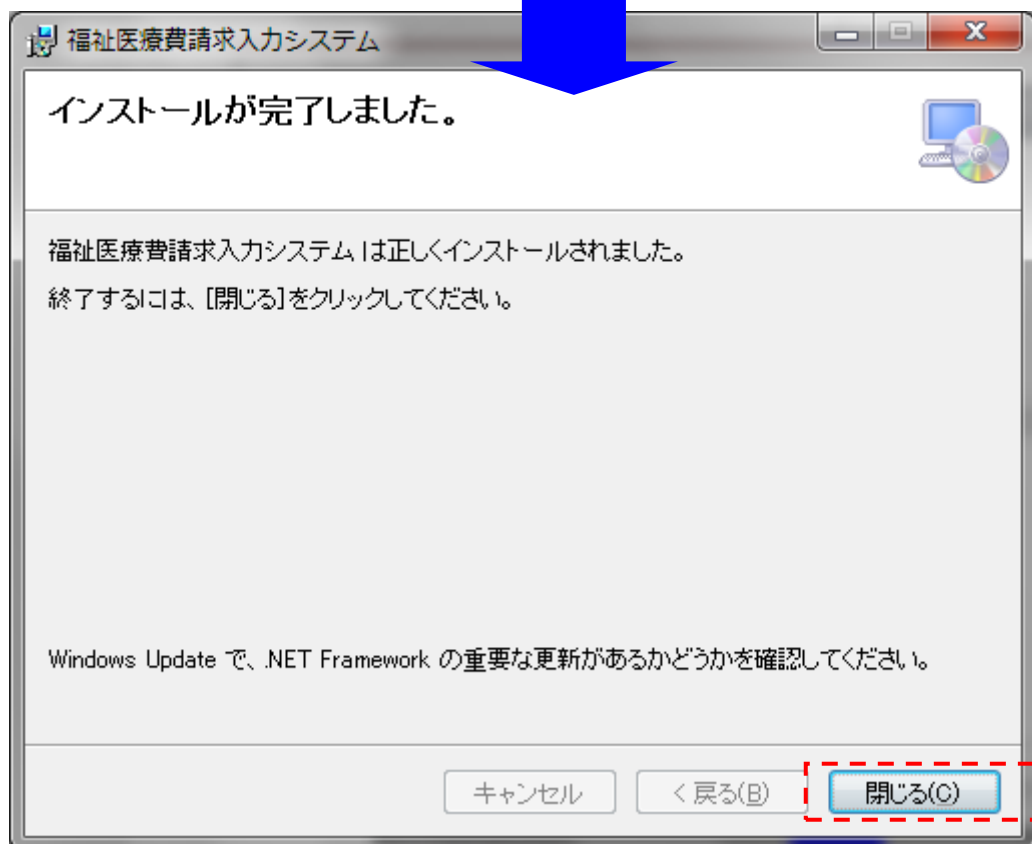 福祉医療費請求入力システム
インストールが完了しました。
福祉医療費請求入力システム は正しくインストールされました。
終了するには、[閉じる]をクリックしてください。
Windows Update で、.NET Framework の重要な更新があるかどうかを確認してください。
キャンセル
< 戻る(B)
閉じる(C)